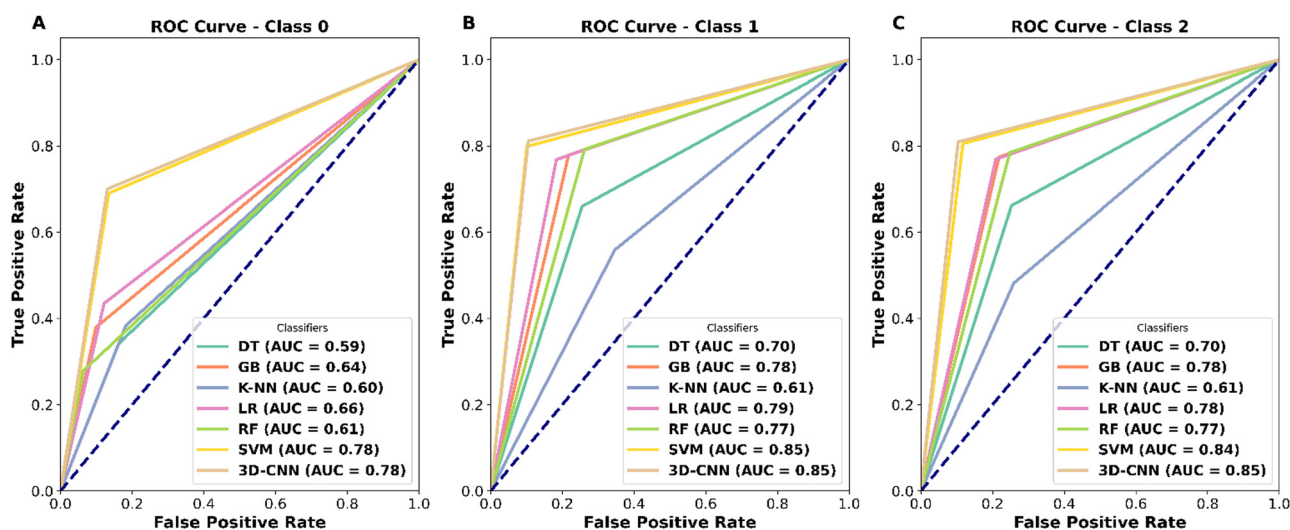 A
ROC Curve - Class 0
True Positive Rate
1.0
0.8
0.6
0.4
0.2
0.0
Classifiers
DT (AUC = 0.59)
GB (AUC = 0.64)
K-NN (AUC = 0.60)
LR (AUC = 0.66)
RF (AUC = 0.61)
SVM (AUC = 0.78)
3D-CNN (AUC = 0.78)
0.0 0.2 0.4 0.6 0.8 1.0
False Positive Rate
B
ROC Curve - Class 1
True Positive Rate
1.0
0.8
0.6
0.4
0.2
0.0
Classifiers
DT (AUC = 0.70)
GB (AUC = 0.78)
K-NN (AUC = 0.61)
LR (AUC = 0.79)
RF (AUC = 0.77)
SVM (AUC = 0.85)
3D-CNN (AUC = 0.85)
0.0 0.2 0.4 0.6 0.8 1.0
False Positive Rate
C
ROC Curve - Class 2
True Positive Rate
1.0
0.8
0.6
0.4
0.2
0.0
Classifiers
DT (AUC = 0.70)
GB (AUC = 0.78)
K-NN (AUC = 0.61)
LR (AUC = 0.78)
RF (AUC = 0.77)
SVM (AUC = 0.84)
3D-CNN (AUC = 0.85)
0.0 0.2 0.4 0.6 0.8 1.0
False Positive Rate